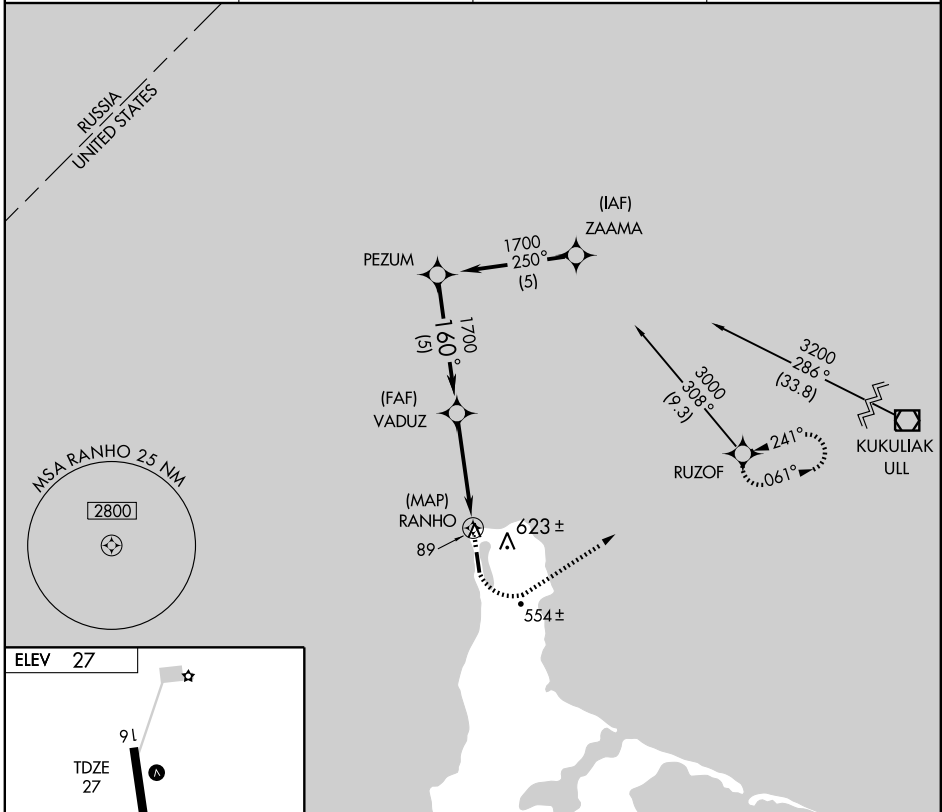 RUSSIA
UNITED STATES
(IAF)
ZAAMA
PEZUM
1700
250°
(5)
1700
160°
(5)
(FAF)
VADUZ
3000
308°
(9.3)
3200
286°
(33.8)
KUKULIAK
ULL
RUZOF
241°
061°
MSA RANHO 25 NM
2800
(MAP)
RANHO
89
623±
554±
ELEV 27
16
TDZE
27